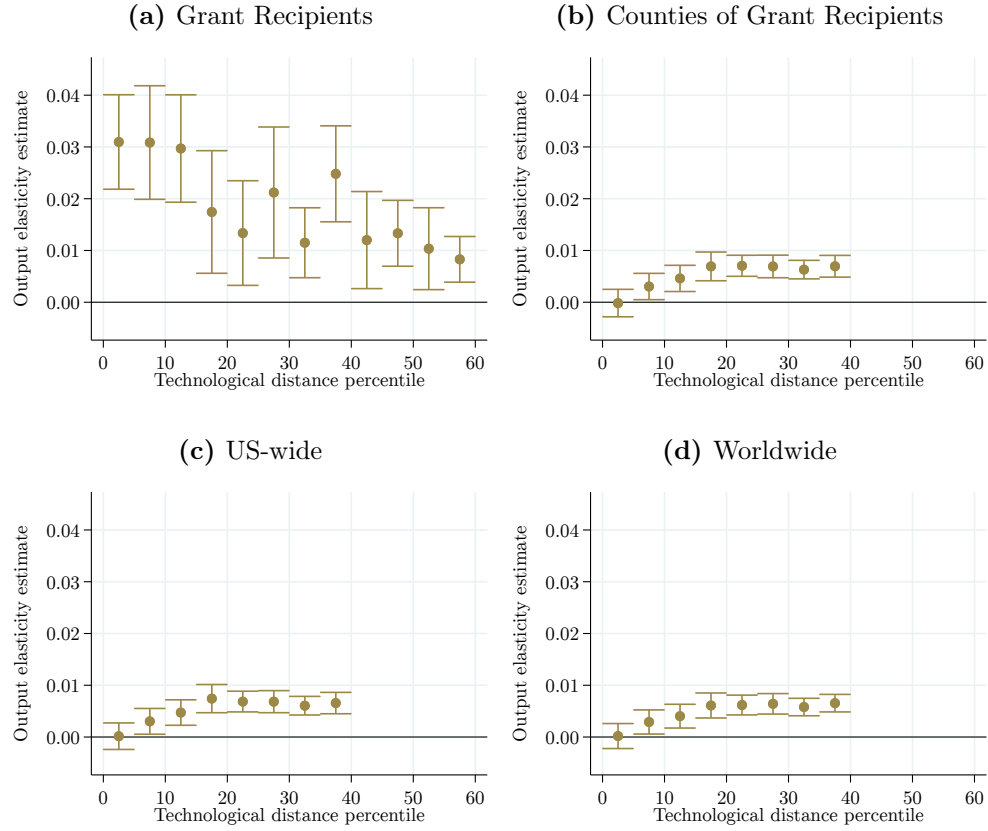 (a) Grant Recipients
Output elasticity estimate
0.04
0.03
0.02
0.01
0.00
0 10 20 30 40 50 60
Technological distance percentile
(b) Counties of Grant Recipients
Output elasticity estimate
0.04
0.03
0.02
0.01
0.00
0 10 20 30 40 50 60
Technological distance percentile
(c) US-wide
Output elasticity estimate
0.04
0.03
0.02
0.01
0.00
0 10 20 30 40 50 60
Technological distance percentile
(d) Worldwide
Output elasticity estimate
0.04
0.03
0.02
0.01
0.00
0 10 20 30 40 50 60
Technological distance percentile